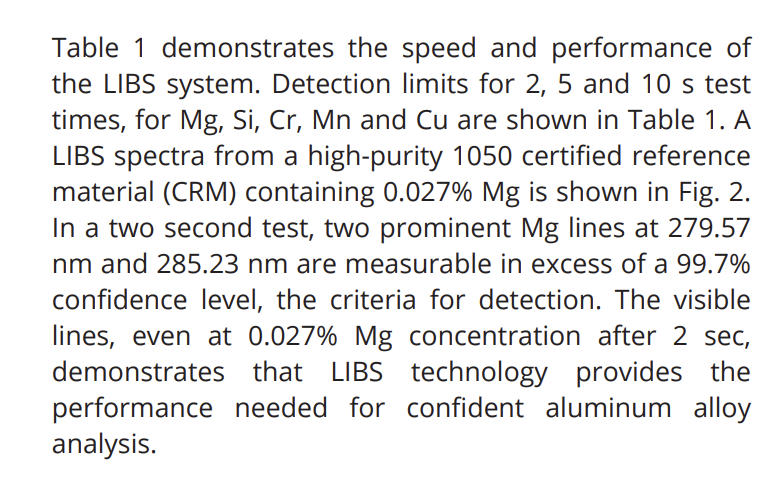 Table 1 demonstrates the speed and performance of
the LIBS system. Detection limits for 2, 5 and 10 s test
times, for Mg, Si, Cr, Mn and Cu are shown in Table 1. A
LIBS spectra from a high-purity 1050 certified reference
material (CRM) containing 0.027% Mg is shown in Fig. 2.
In a two second test, two prominent Mg lines at 279.57
nm and 285.23 nm are measurable in excess of a 99.7%
confidence level, the criteria for detection. The visible
lines, even at 0.027% Mg concentration after 2 sec,
demonstrates that LIBS technology provides the
performance needed for confident aluminum alloy
analysis.